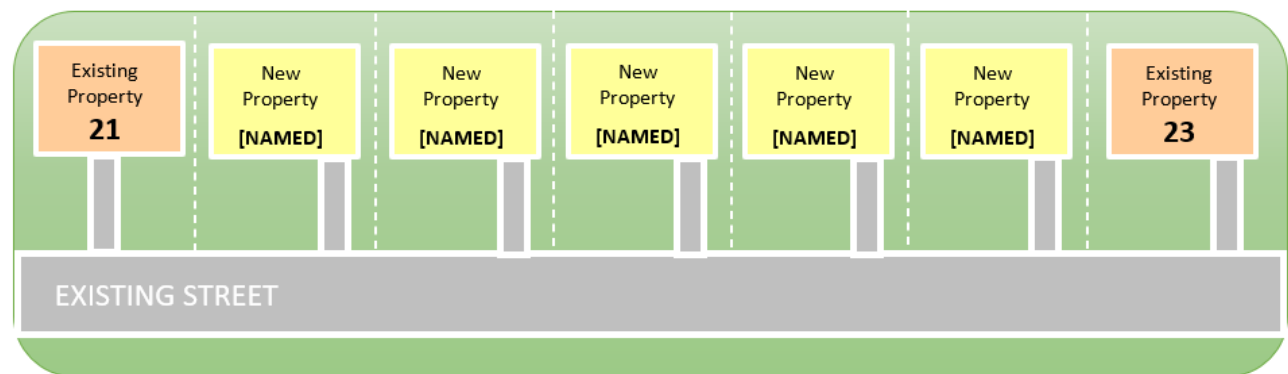 Existing
Property
21
New
Property
[NAMED]
New
Property
[NAMED]
New
Property
[NAMED]
New
Property
[NAMED]
New
Property
[NAMED]
Existing
Property
23
EXISTING STREET